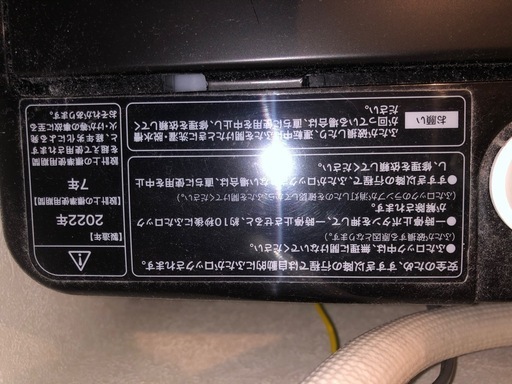 安全のため、すすぎ以降の行程では自動的にふたがロックされます。
●ロック中は、無理に開けないでください。
(ふたが破損する原因となります。)
●一時停止ボタンを押して、一時停止させると、約10秒後にふたロックが解除されます。
●すすぎ以降の行程で、ふたがロックされていない場合は、直ちに使用を中止し、修理を依頼してください。
お願い
ふたが破損したり、運転中、ふたを開けたときに洗濯・脱水槽が回っている場合は、直ちに使用を中止し、修理を依頼してください。
【製造年】
2022年
設計上の標準使用期間
7年
設計上の標準使用期間を超えて使用されますと、経年劣化による発火・けが等の事故に至るおそれがあります。